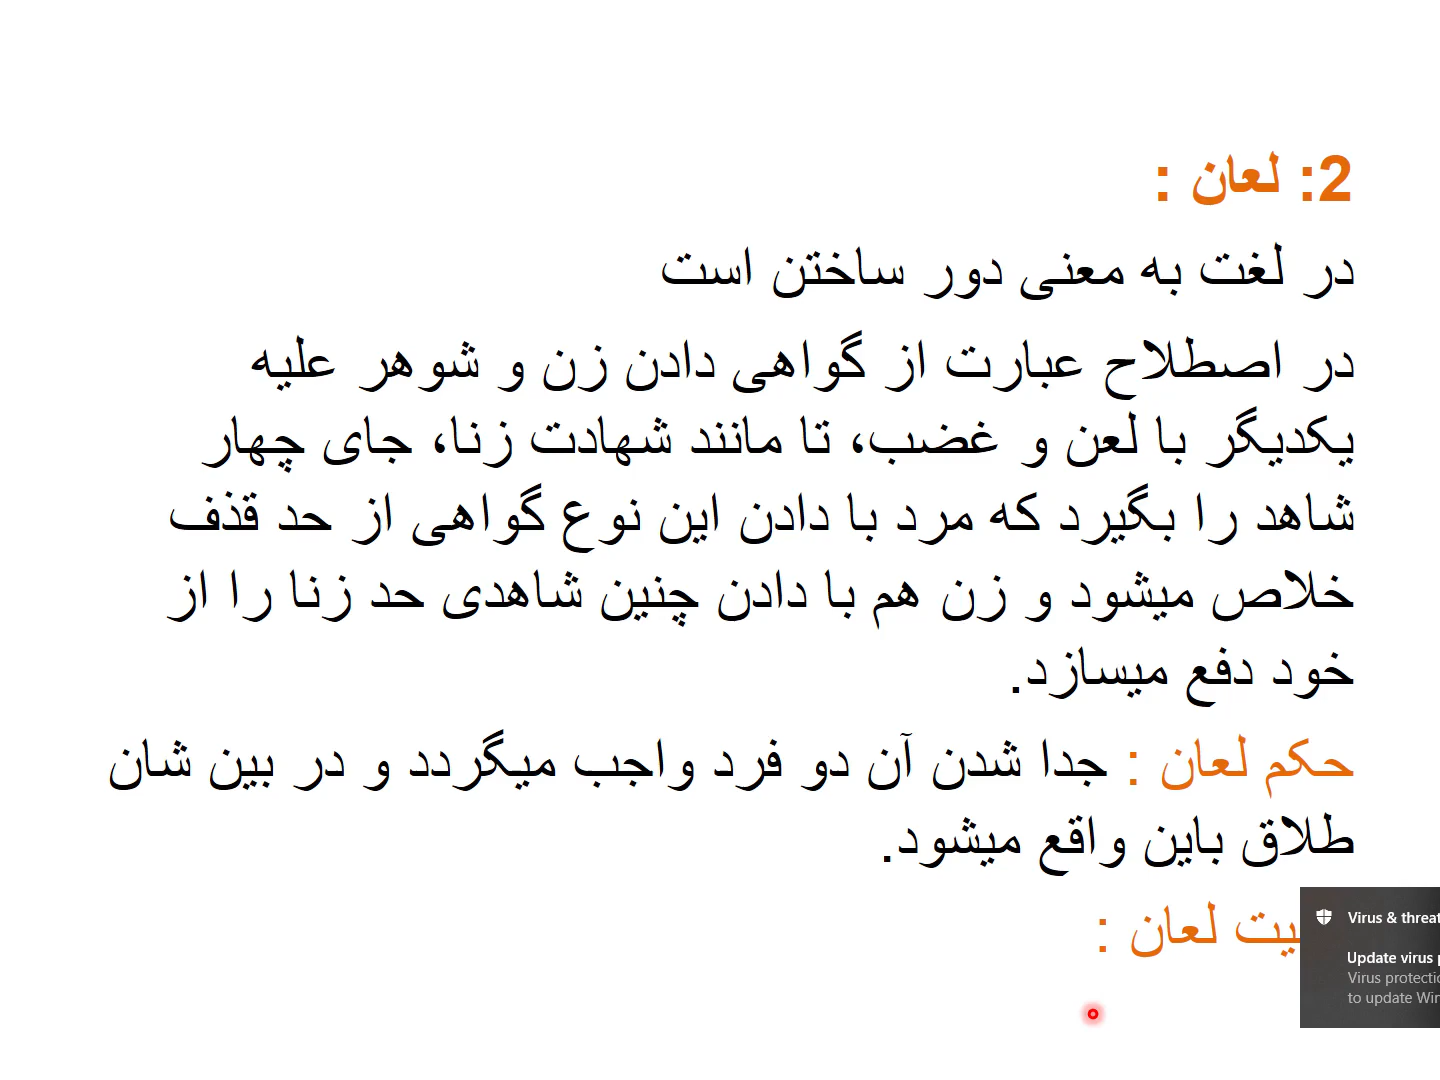 2: لعان :
در لغت به معنی دور ساختن است
در اصطلاح عبارت از گواهی دادن زن و شوهر علیه
یکدیگر با لعن و غضب، تا مانند شهادت زنا، جای چهار
شاهد را بگیرد که مرد با دادن این نوع گواهی از حد قذف
خلاص میشود و زن هم با دادن چنین شاهدی حد زنا را از
خود دفع میسازد.
حکم لعان : جدا شدن آن دو فرد واجب میگردد و در بین شان
طلاق باین واقع میشود.
لعان :
Virus &
Update virus
Virus
to update